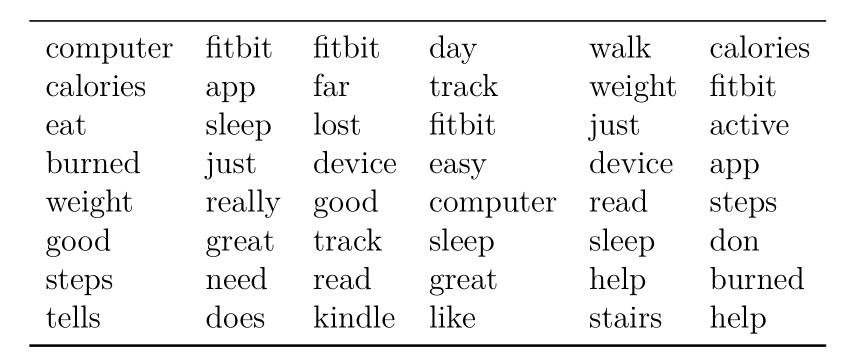 computer fitbit fitbit day walk calories
calories app far track weight fitbit
eat sleep lost fitbit just active
burned just device easy device app
weight really good computer read steps
good great track sleep sleep don
steps need read great help burned
tells does kindle like stairs help